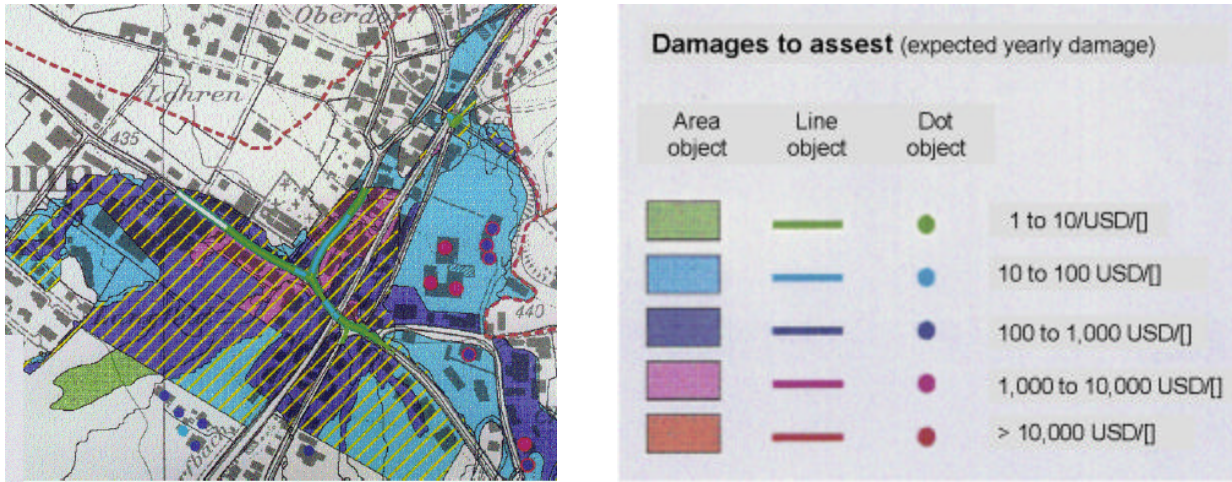 Oberdorf
Lohren
435
unn
440
fbach
Damages to assest (expected yearly damage)
Area object
Line object
Dot object
1 to 10/USD/[]
10 to 100 USD/[]
100 to 1,000 USD/[]
1,000 to 10,000 USD/[]
> 10,000 USD/[]